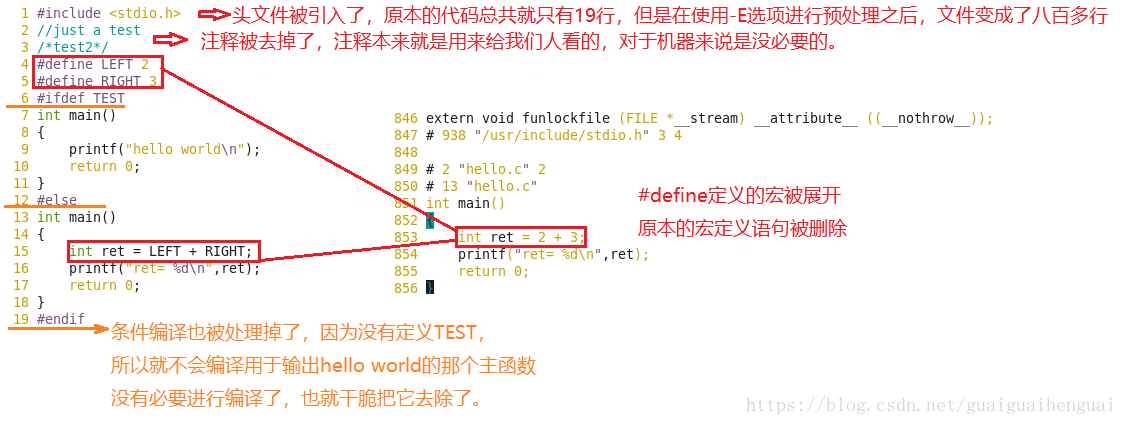 1 #include <stdio.h>
头文件被引入了，原本的代码总共就只有19行，但是在使用-E选项进行预处理之后，文件变成了八百多行
2 //just a test
注释被去掉了，注释本来就是用来给我们人看的，对于机器来说是没必要的。
3 /*test2*/
4 #define LEFT 2
5 #define RIGHT 3
6 #ifdef TEST
7 int main()
8 {
9     printf("hello world\n");
10     return 0;
11 }
12 #else
13 int main()
14 {
15     int ret = LEFT + RIGHT;
16     printf("ret= %d\n",ret);
17     return 0;
18 }
19 #endif
846 extern void funlockfile (FILE *__stream) __attribute__ ((__nothrow__));
847 # 938 "/usr/include/stdio.h" 3 4
848
849 # 2 "hello.c" 2
850 # 13 "hello.c"
851 int main()
852 {
853     int ret = 2 + 3;
854     printf("ret= %d\n",ret);
855     return 0;
856 }
#define定义的宏被展开
原本的宏定义语句被删除
条件编译也被处理掉了，因为没有定义TEST，
所以就不会编译用于输出hello world的那个主函数
没有必要进行编译了，也就干脆把它去除了。
https://blog.csdn.net/guaiguaihenguai